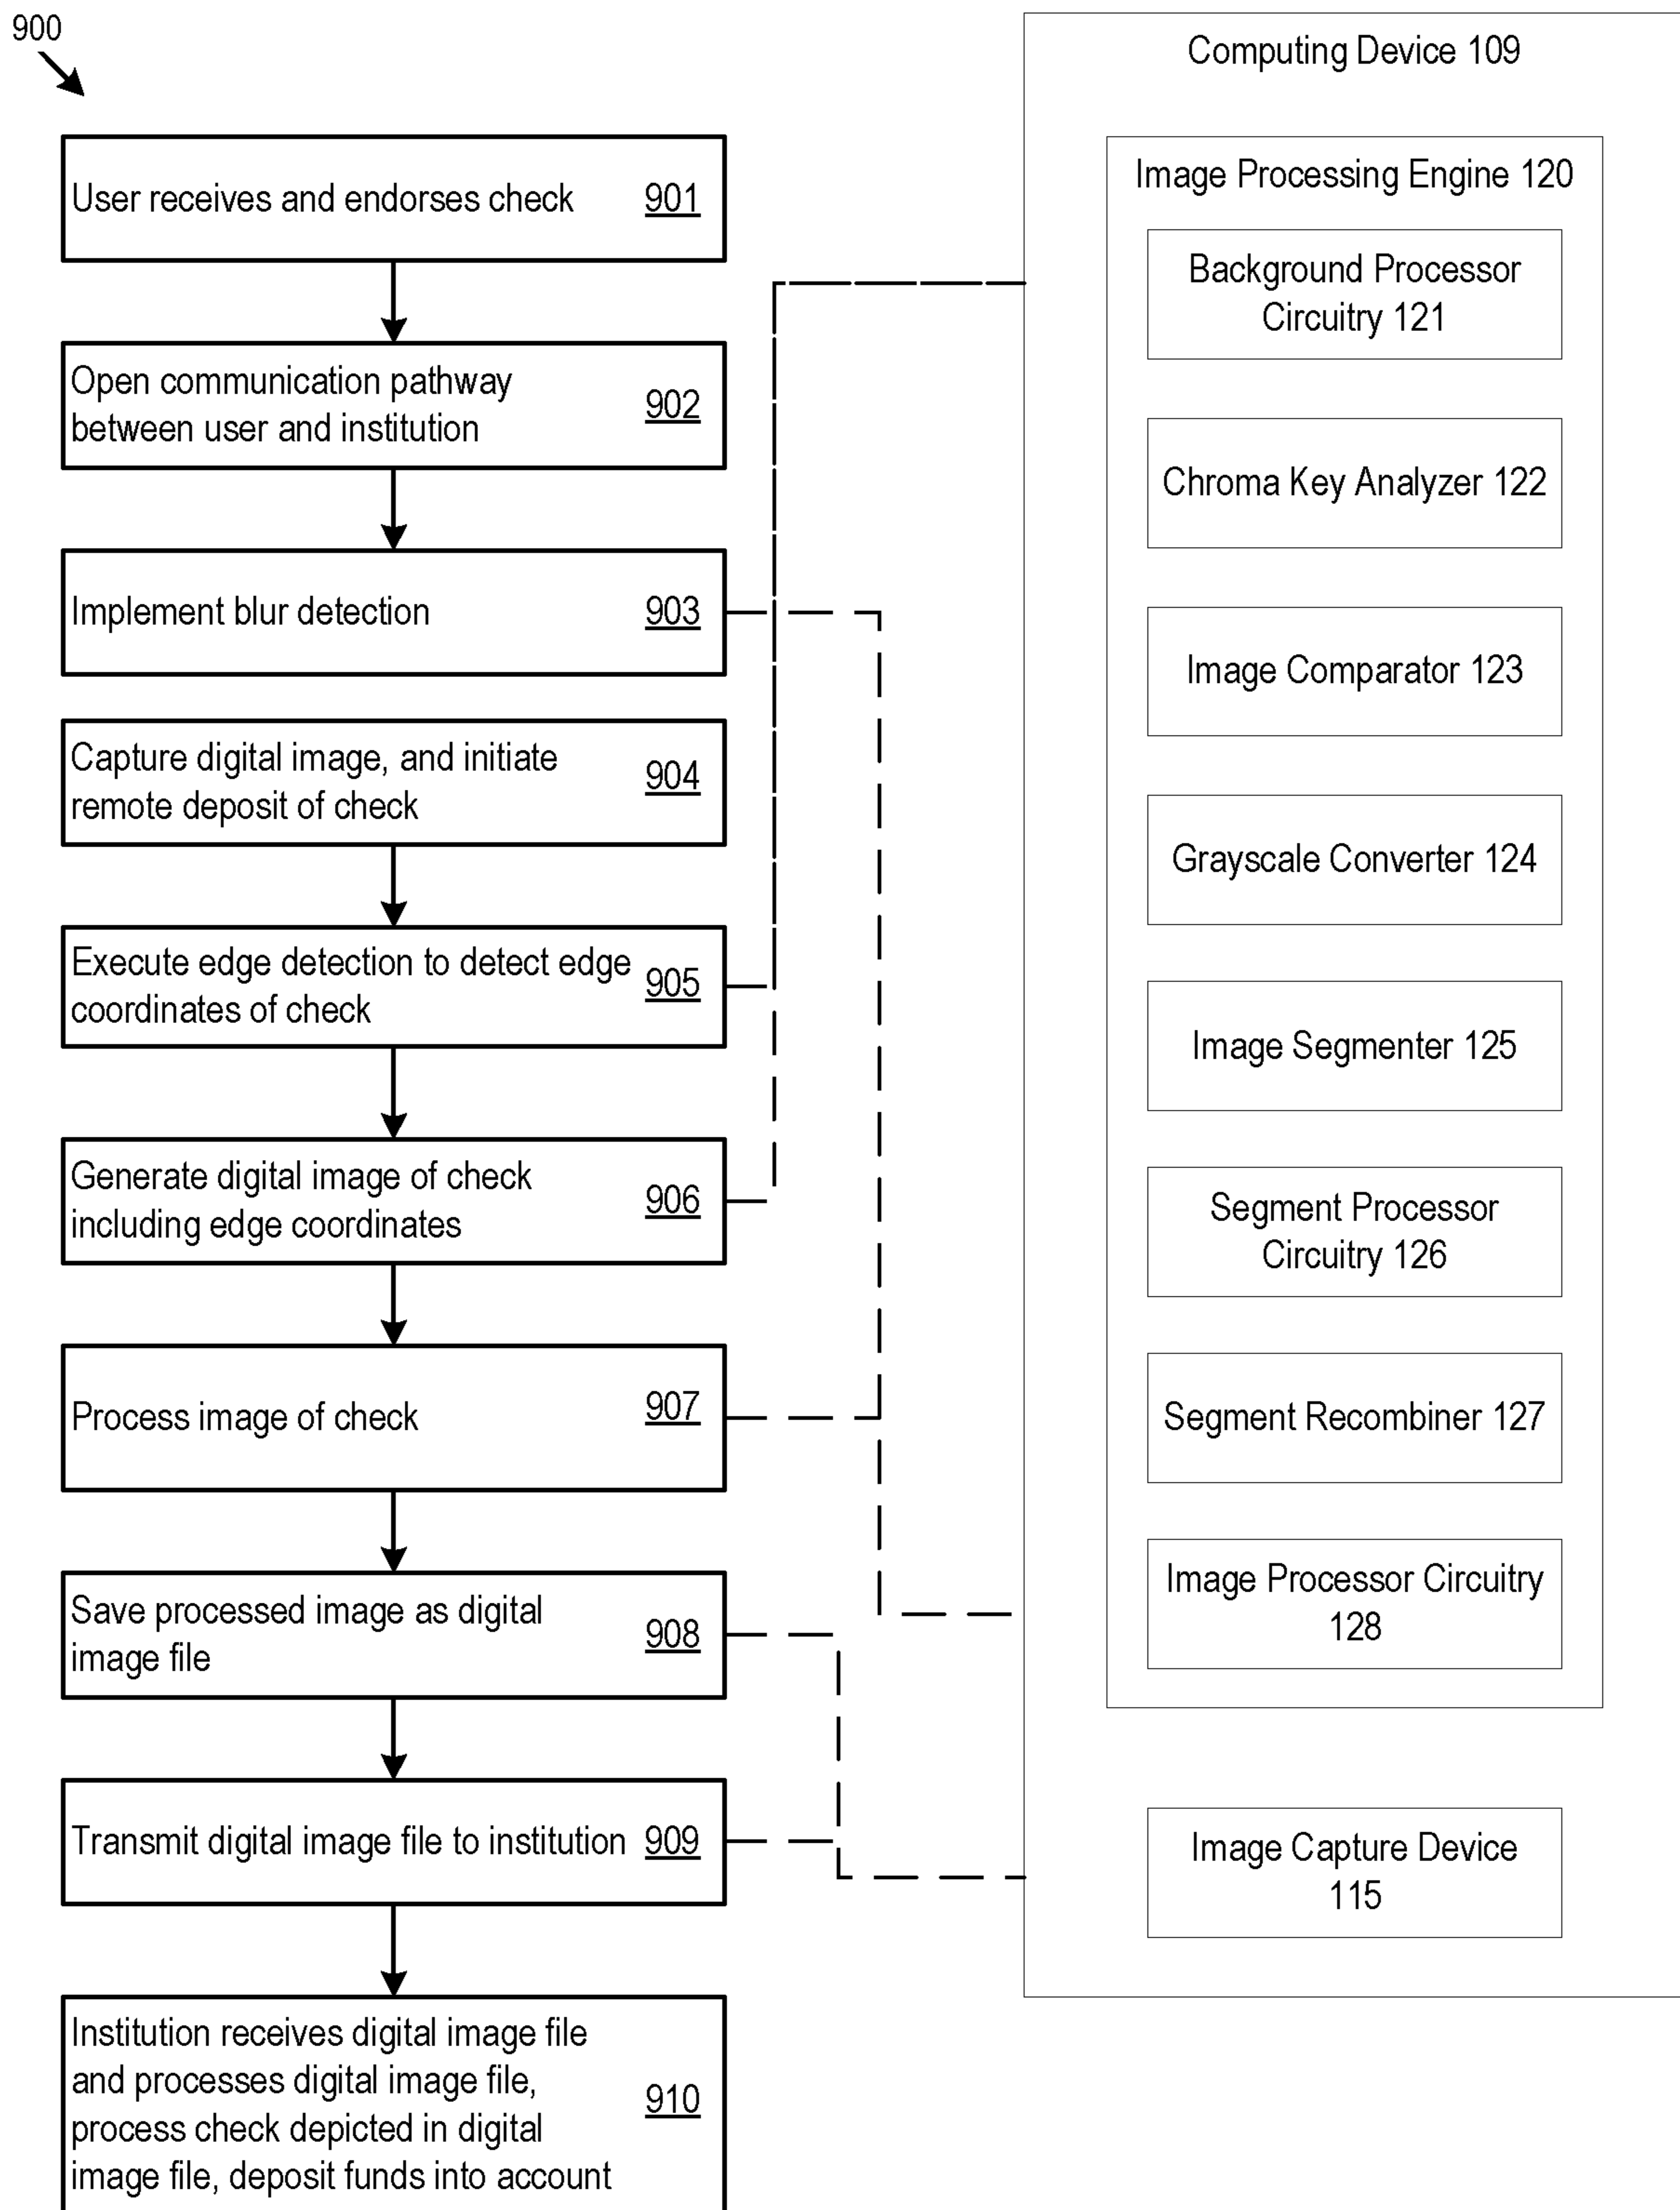 900
User receives and endorses check 901
Open communication pathway
between user and institution 902
Implement blur detection 903
Capture digital image, and initiate
remote deposit of check 904
Execute edge detection to detect edge
coordinates of check 905
Generate digital image of check
including edge coordinates 906
Process image of check 907
Save processed image as digital
image file 908
Transmit digital image file to institution 909
Institution receives digital image file
and processes digital image file,
process check depicted in digital
image file, deposit funds into account 910
Computing Device 109
Image Processing Engine 120
Background Processor
Circuitry 121
Chroma Key Analyzer 122
Image Comparator 123
Grayscale Converter 124
Image Segmenter 125
Segment Processor
Circuitry 126
Segment Recombiner 127
Image Processor Circuitry
128
Image Capture Device
115